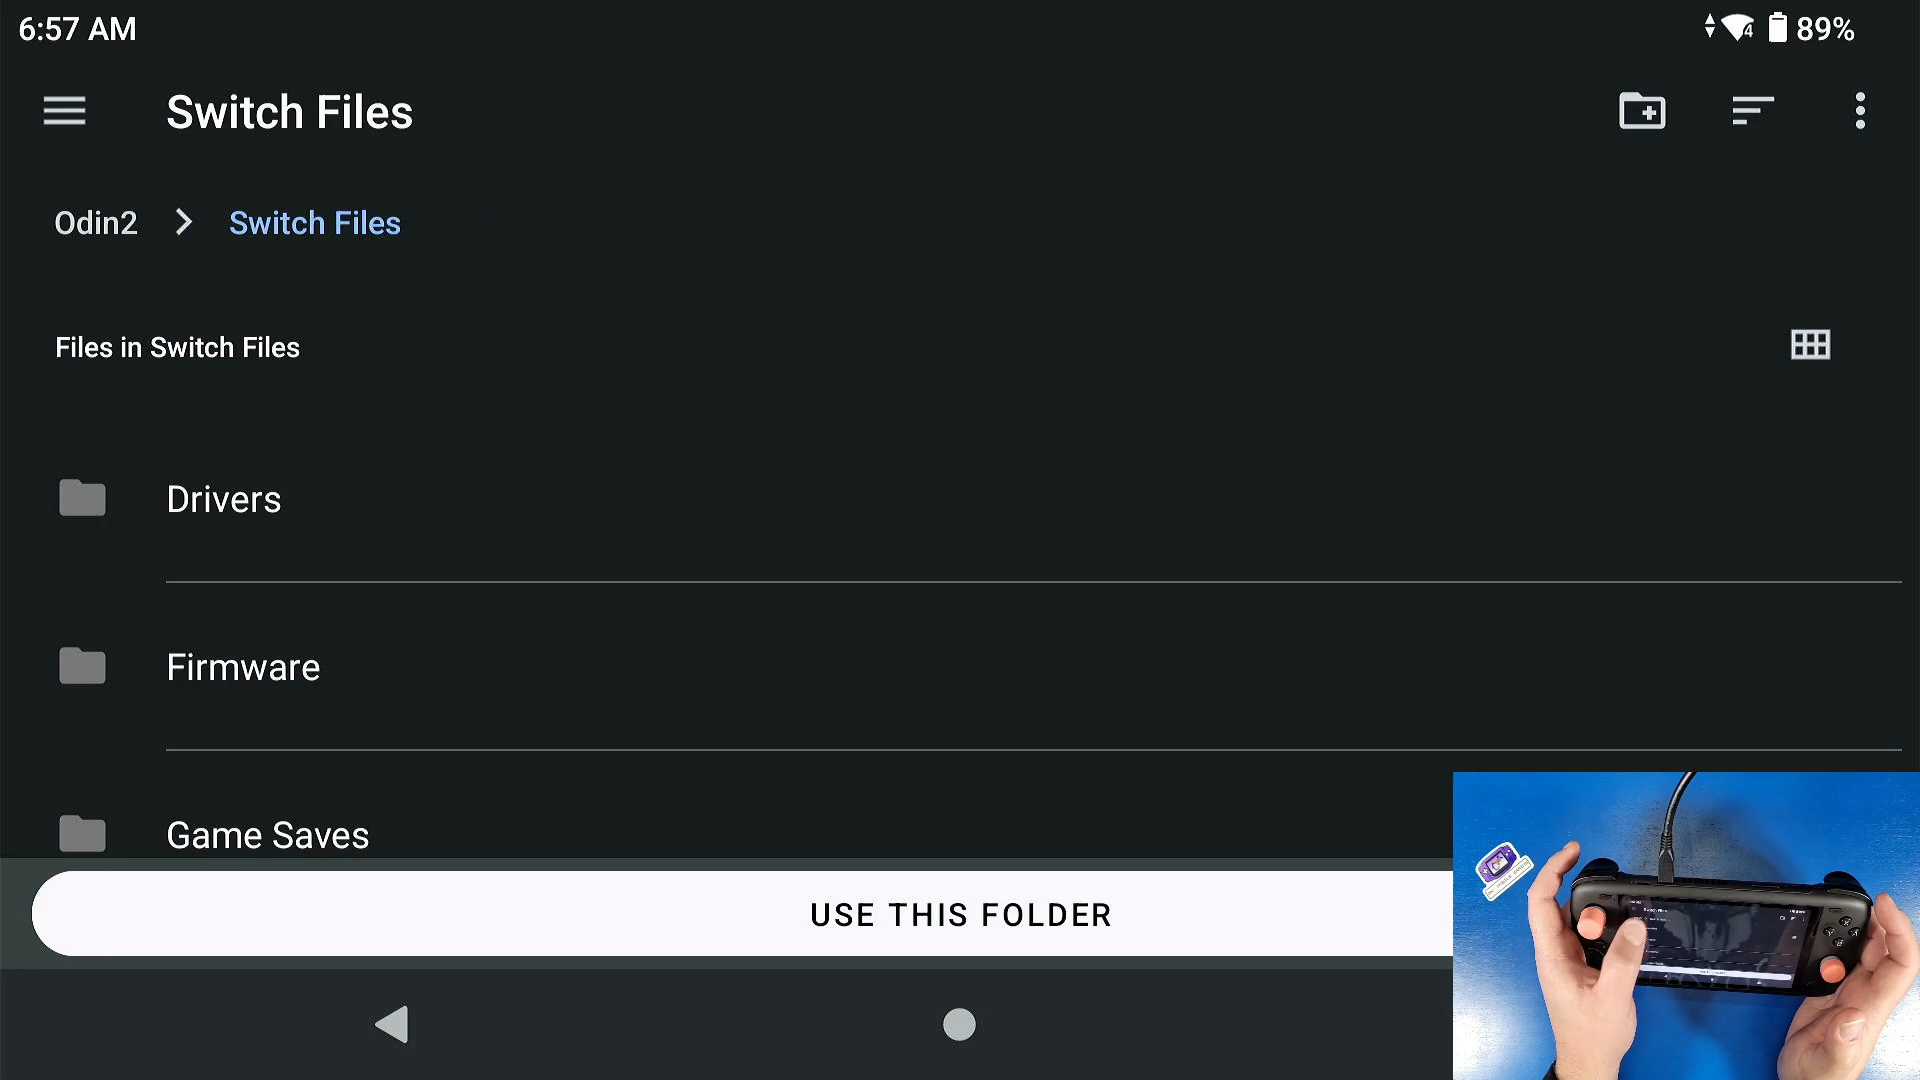 6:57 AM
4 89%
Switch Files
Odin2 > Switch Files
Files in Switch Files
Drivers
Firmware
Game Saves
USE THIS FOLDER